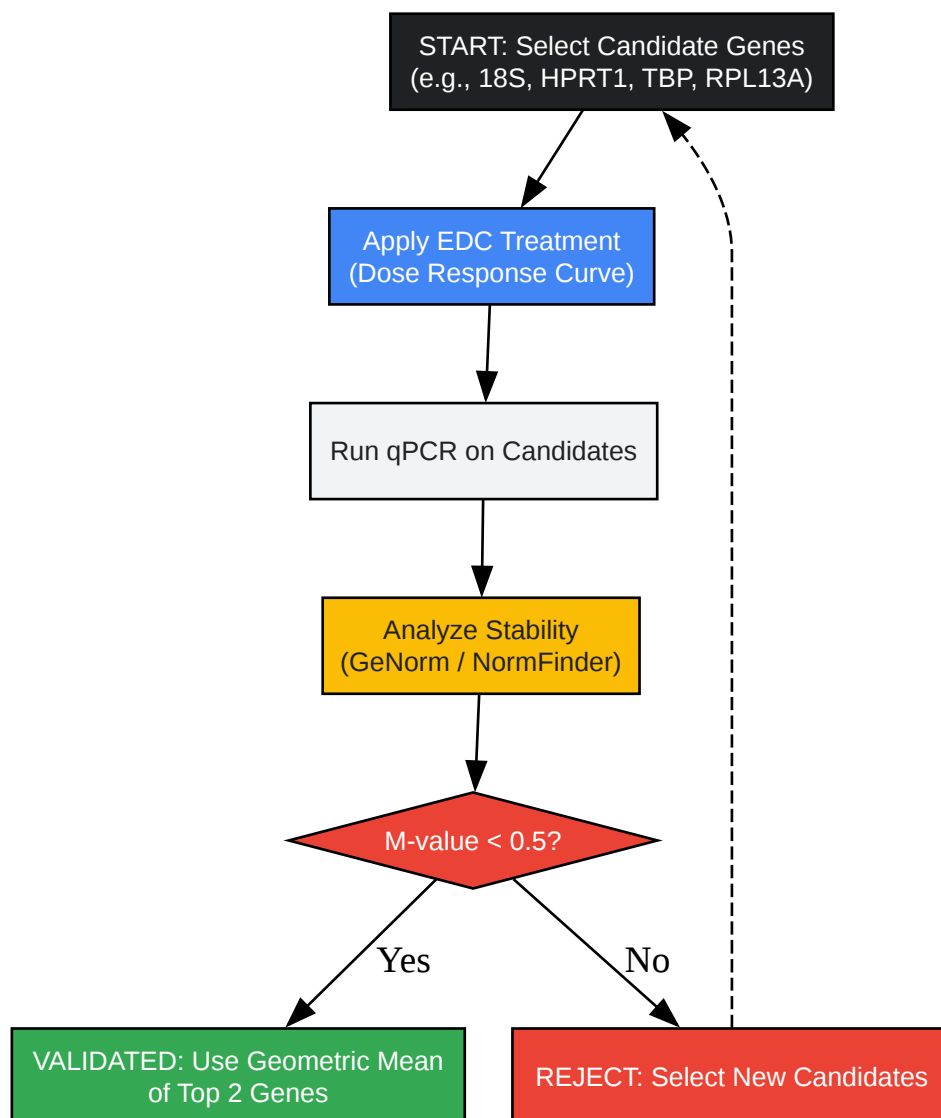 START: Select Candidate Genes
(e.g., 18S, HPRT1, TBP, RPL13A)
Apply EDC Treatment
(Dose Response Curve)
Run qPCR on Candidates
Analyze Stability
(GeNorm / NormFinder)
M-value < 0.5?
Yes
No
VALIDATED: Use Geometric Mean
of Top 2 Genes
REJECT: Select New Candidates